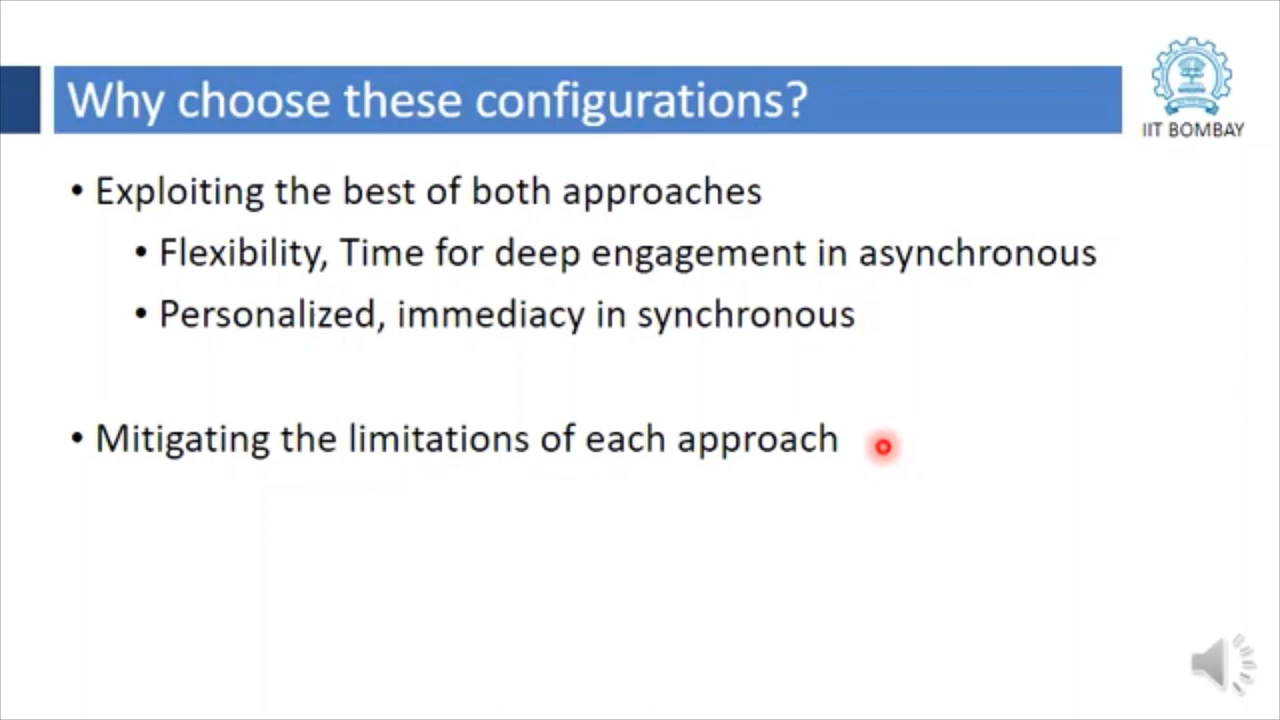 Why choose these configurations?
IIT BOMBAY
• Exploiting the best of both approaches
• Flexibility, Time for deep engagement in asynchronous
• Personalized, immediacy in synchronous
• Mitigating the limitations of each approach